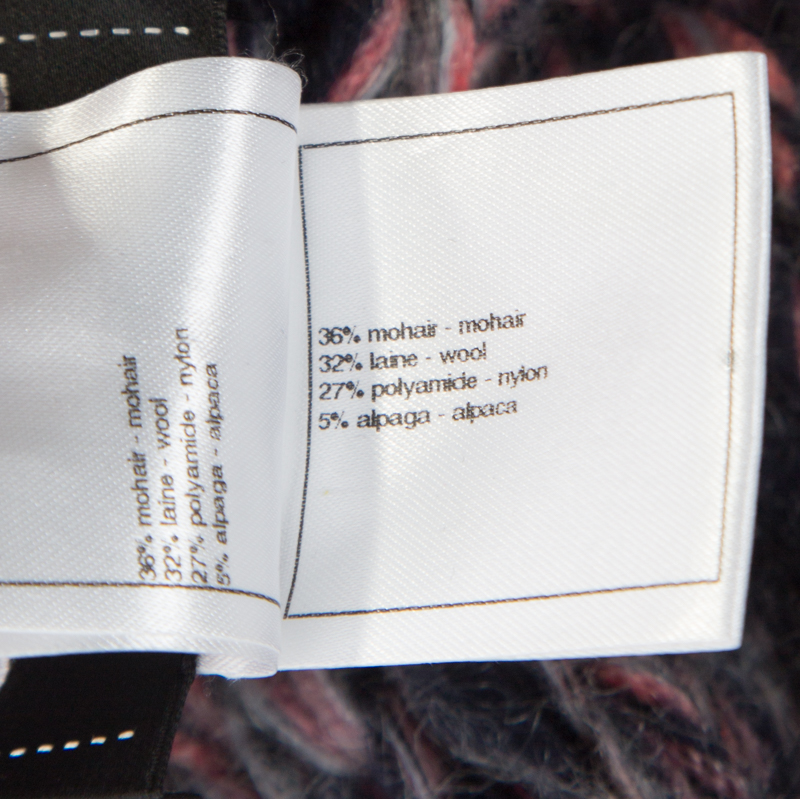 36% mohair - mohair
32% laine - wool
27% polyamide - nylon
5% alpaga - alpaca
36% mohair - mohair
32% laine - wool
27% polyamide - nylon
5% alpaga - alpaca